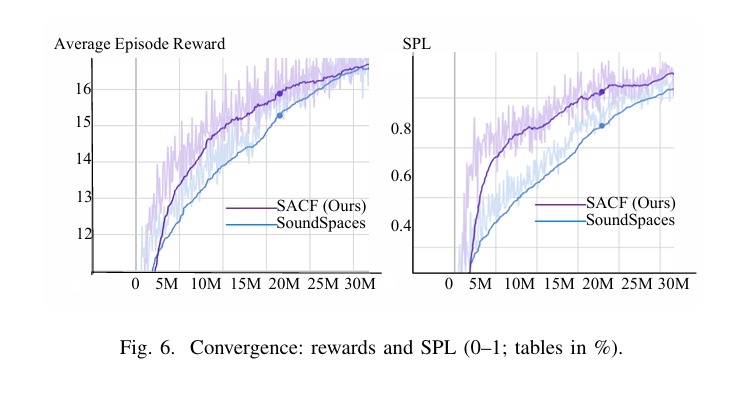 Average Episode Reward
16
15
14
13
12
SACF (Ours)
SoundSpaces
0 5M 10M 15M 20M 25M 30M
SPL
0.8
0.6
0.4
SACF (Ours)
SoundSpaces
0 5M 10M 15M 20M 25M 30M
Fig. 6. Convergence: rewards and SPL (0–1; tables in %).